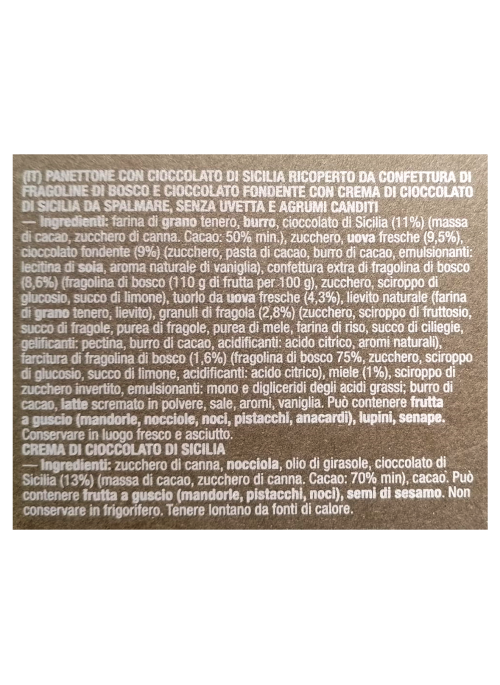 (IT) PANETTONE CON CIOCCOLATO DI SICILIA RICOPERTO DA CONFETTURA DI
FRAGOLINE DI BOSCO E CIOCCOLATO FONDENTE CON CREMA DI CIOCCOLATO
DI SICILIA DA SPALMARE, SENZA UVETTA E AGRUMI CANDITI
— Ingredienti: farina di grano tenero, burro, cioccolato di Sicilia (11%) (massa
di cacao, zucchero di canna. Cacao: 50% min.), zucchero, uova fresche (9,5%),
cioccolato fondente (9%) (zucchero, pasta di cacao, burro di cacao, emulsionanti:
lecitina di soia, aroma naturale di vaniglia), confettura extra di fragolina di bosco
(8,6%) (fragolina di bosco (110 g di frutta per 100 g), zucchero, sciroppo di
glucosio, succo di limone), tuorlo da uova fresche (4,3%), lievito naturale (farina
di grano tenero, lievito), granuli di fragola (2,8%) (zucchero, sciroppo di fruttosio,
succo di fragole, purea di fragole, purea di mele, farina di riso, succo di ciliegie,
gelificanti: pectina, burro di cacao, acidificanti: acido citrico, aromi naturali),
farcitura di fragolina di bosco (1,6%) (fragolina di bosco 75%, zucchero, sciroppo
di glucosio, succo di limone, acidificanti: acido citrico), miele (1%), sciroppo di
zucchero invertito, emulsionanti: mono e digliceridi degli acidi grassi; burro di
cacao, latte scremato in polvere, sale, aromi, vaniglia. Può contenere frutta
a guscio (mandorle, nocciole, noci, pistacchi, anacardi), lupini, senape.
Conservare in luogo fresco e asciutto.
CREMA DI CIOCCOLATO DI SICILIA
— Ingredienti: zucchero di canna, nocciola, olio di girasole, cioccolato di
Sicilia (13%) (massa di cacao, zucchero di canna. Cacao: 70% min), cacao. Può
contenere frutta a guscio (mandorle, pistacchi, noci), semi di sesamo. Non
conservare in frigorifero. Tenere lontano da fonti di calore.